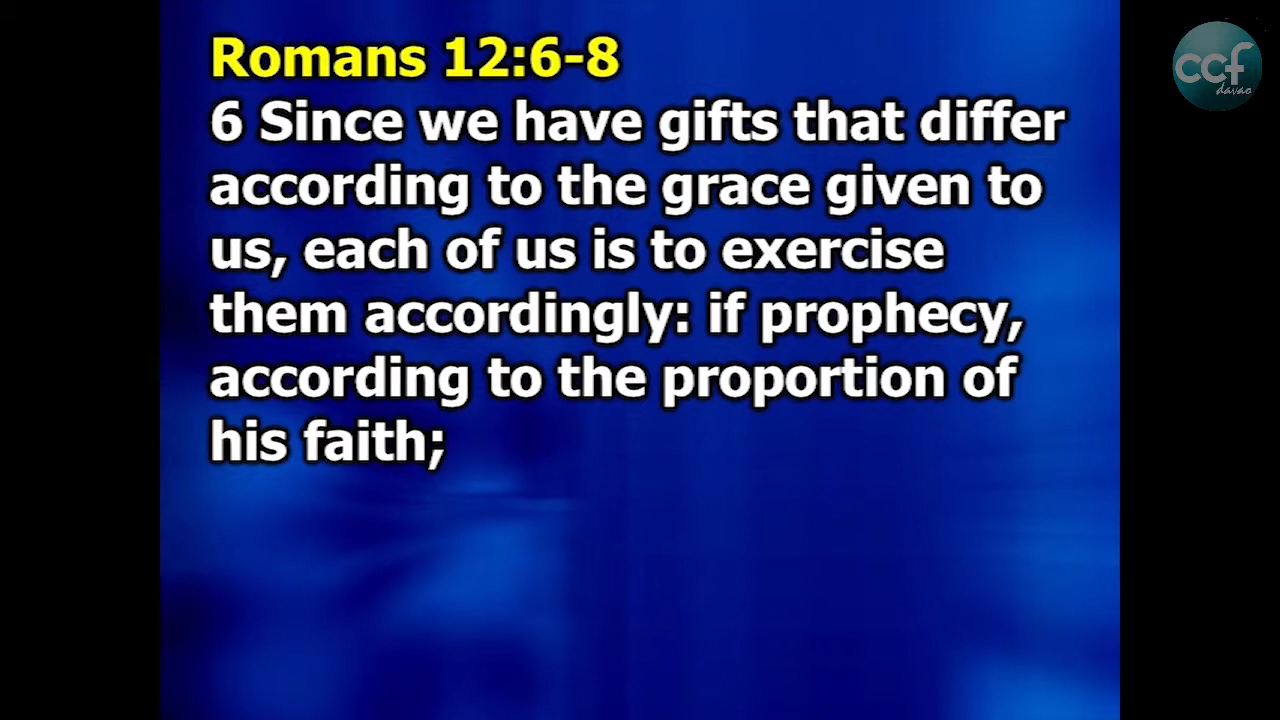 Romans 12:6-8
6 Since we have gifts that differ
according to the grace given to
us, each of us is to exercise
them accordingly: if prophecy,
according to the proportion of
his faith;
ccf
davao